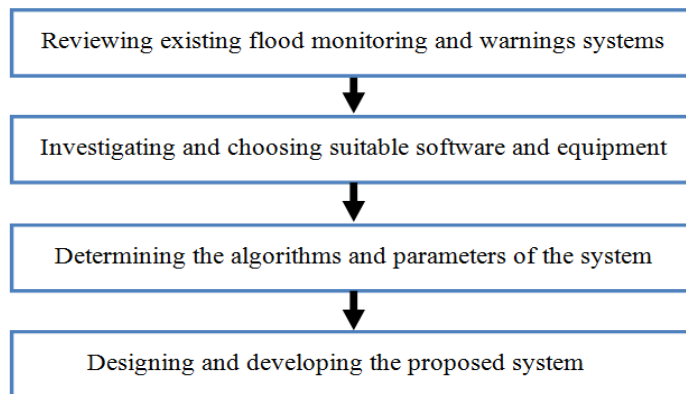 Reviewing existing flood monitoring and warnings systems
Investigating and choosing suitable software and equipment
Determining the algorithms and parameters of the system
Designing and developing the proposed system